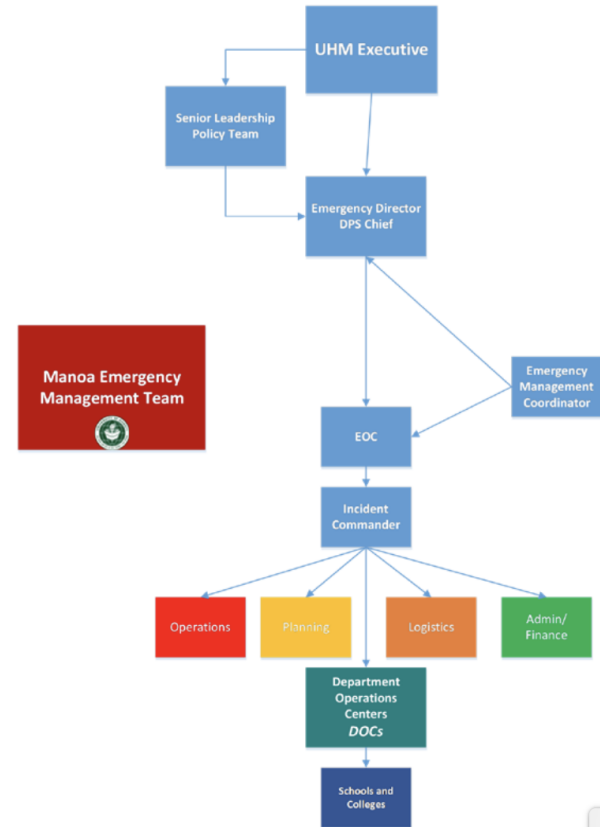 UHM Executive
Senior Leadership
Policy Team
Emergency Director
DPS Chief
Manoa Emergency
Management Team
Emergency
Management
Coordinator
EOC
Incident
Commander
Operations
Planning
Logistics
Admin/
Finance
Department
Operations
Centers
DOCs
Schools and
Colleges